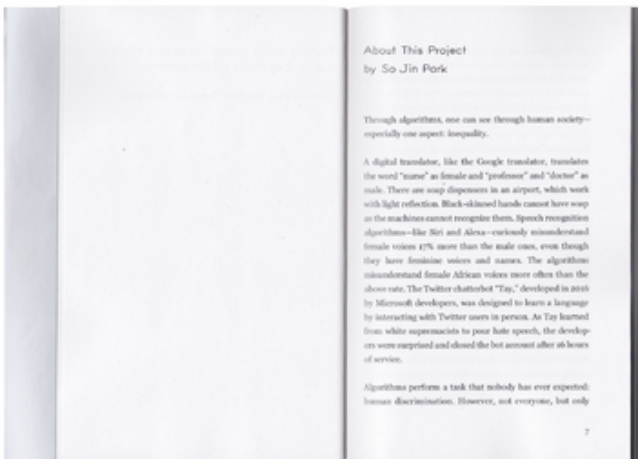 About This Project
by So Jin Park
Through algorithms, one can see through human society—
especially one aspect: inequality.
A digital translator, like the Google translator, translates
the word “nurse” as female and “professor” and “doctor” as
male. There are soap dispensers in an airport, which work
with light reflection. Black-skinned hands cannot have soap
as the machines cannot recognize them. Speech recognition
algorithms—like Siri and Alexa—curiously misunderstand
female voices 17% more than the male ones, even though
they have feminine voices and names. The algorithms
misunderstand female African voices more often than the
above rate. The Twitter chatterbot “Tay,” developed in 2016
by Microsoft developers, was designed to learn a language
by interacting with Twitter users in person. As Tay learned
from white supremacists to pour hate speech, the develop-
ers were surprised and closed the bot account after 16 hours
of service.
Algorithms perform a task that nobody has ever expected:
human discrimination. However, not everyone, but only
7